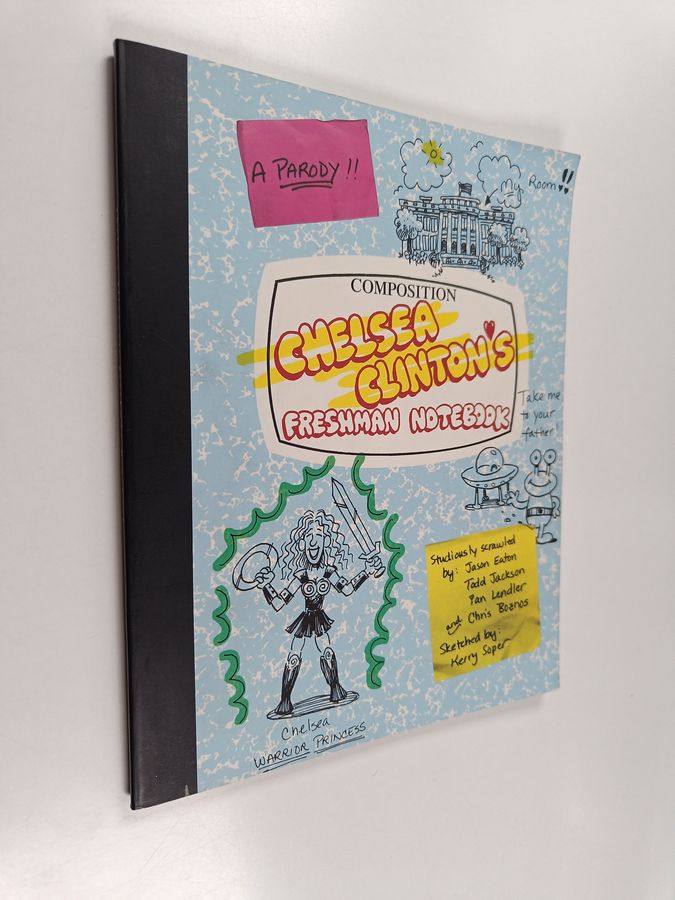 A PARODY!!
My Room!!
COMPOSITION
CHELSEA
CLINTON'S
FRESHMAN NOTEBOOK
Take me
to your
father!
Studiously scrawled
by: Jason Eaton
Todd Jackson
Ian Lendler
and Chris Boznos
Sketched by:
Kerry Soper
Chelsea
WARRIOR PRINCESS